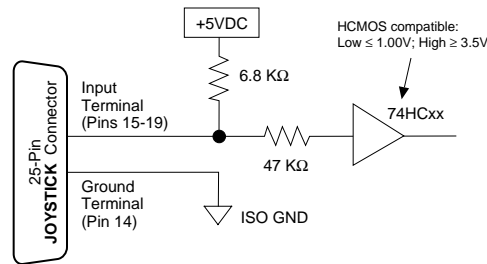 +5VDC
HCMOS compatible:
Low ≤ 1.00V; High ≥ 3.5V
6.8 KΩ
Input
Terminal
(Pins 15-19)
74HCxx
25-Pin
JOYSTICK Connector
47 KΩ
Ground
Terminal
(Pin 14)
ISO GND